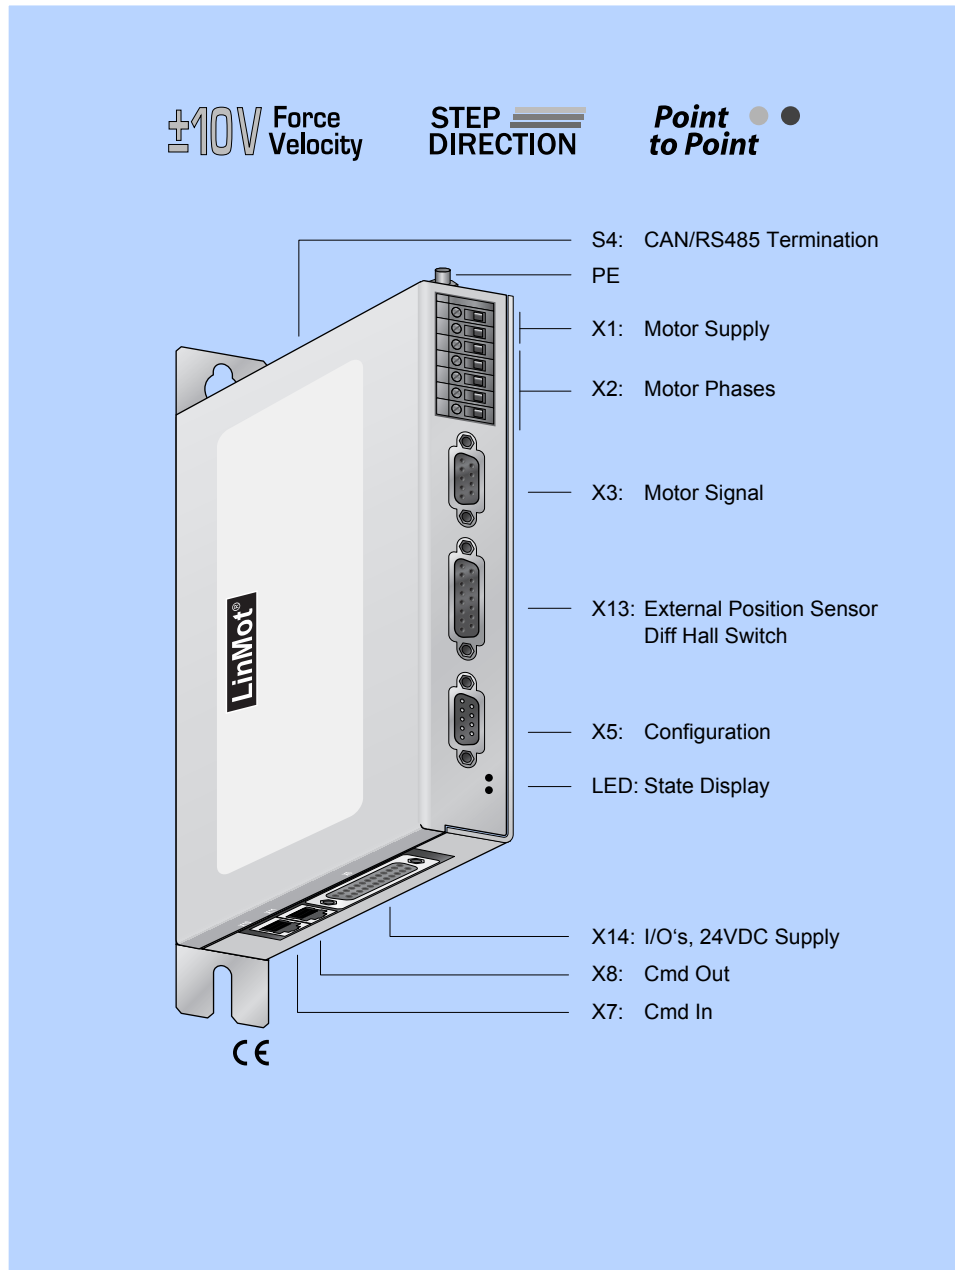 ±10V Force
Velocity
STEP
DIRECTION
Point
to Point
S4: CAN/RS485 Termination
PE
X1: Motor Supply
X2: Motor Phases
X3: Motor Signal
X13: External Position Sensor
Diff Hall Switch
X5: Configuration
LED: State Display
X14: I/O‘s, 24VDC Supply
X8: Cmd Out
X7: Cmd In
LinMot®
CE